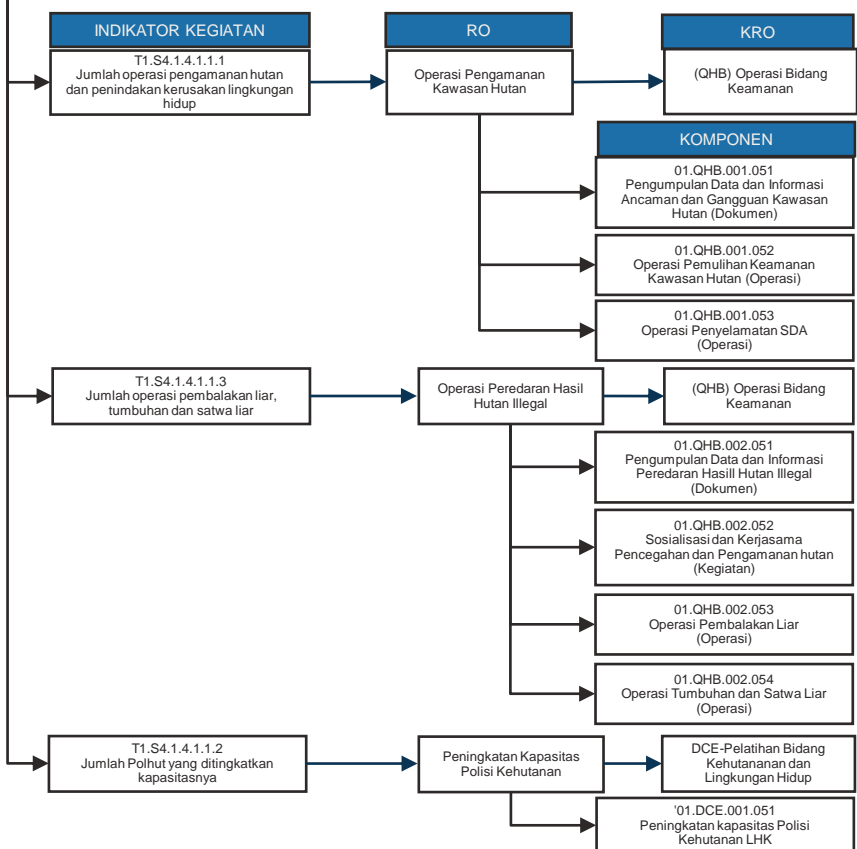 INDIKATOR KEGIATAN
RO
KRO
T1.S4.1.4.1.1.1
Jumlah operasi pengamanan hutan
dan penindakan kerusakan lingkungan
hidup
Operasi Pengamanan
Kawasan Hutan
(QHB) Operasi Bidang
Keamanan
KOMPONEN
01.QHB.001.051
Pengumpulan Data dan Informasi
Ancaman dan Gangguan Kawasan
Hutan (Dokumen)
01.QHB.001.052
Operasi Pemulihan Keamanan
Kawasan Hutan (Operasi)
01.QHB.001.053
Operasi Penyelamatan SDA
(Operasi)
T1.S4.1.4.1.1.3
Jumlah operasi pembalakan liar,
tumbuhan dan satwa liar
Operasi Peredaran Hasil
Hutan Illegal
(QHB) Operasi Bidang
Keamanan
01.QHB.002.051
Pengumpulan Data dan Informasi
Peredaran Hasill Hutan Illegal
(Dokumen)
01.QHB.002.052
Sosialisasi dan Kerjasama
Pencegahan dan Pengamanan hutan
(Kegiatan)
01.QHB.002.053
Operasi Pembalakan Liar
(Operasi)
01.QHB.002.054
Operasi Tumbuhan dan Satwa Liar
(Operasi)
T1.S4.1.4.1.1.2
Jumlah Polhut yang ditingkatkan
kapasitasnya
Peningkatan Kapasitas
Polisi Kehutanan
DCE-Pelatihan Bidang
Kehutananan dan
Lingkungan Hidup
'01.DCE.001.051
Peningkatan kapasitas Polisi
Kehutanan LHK